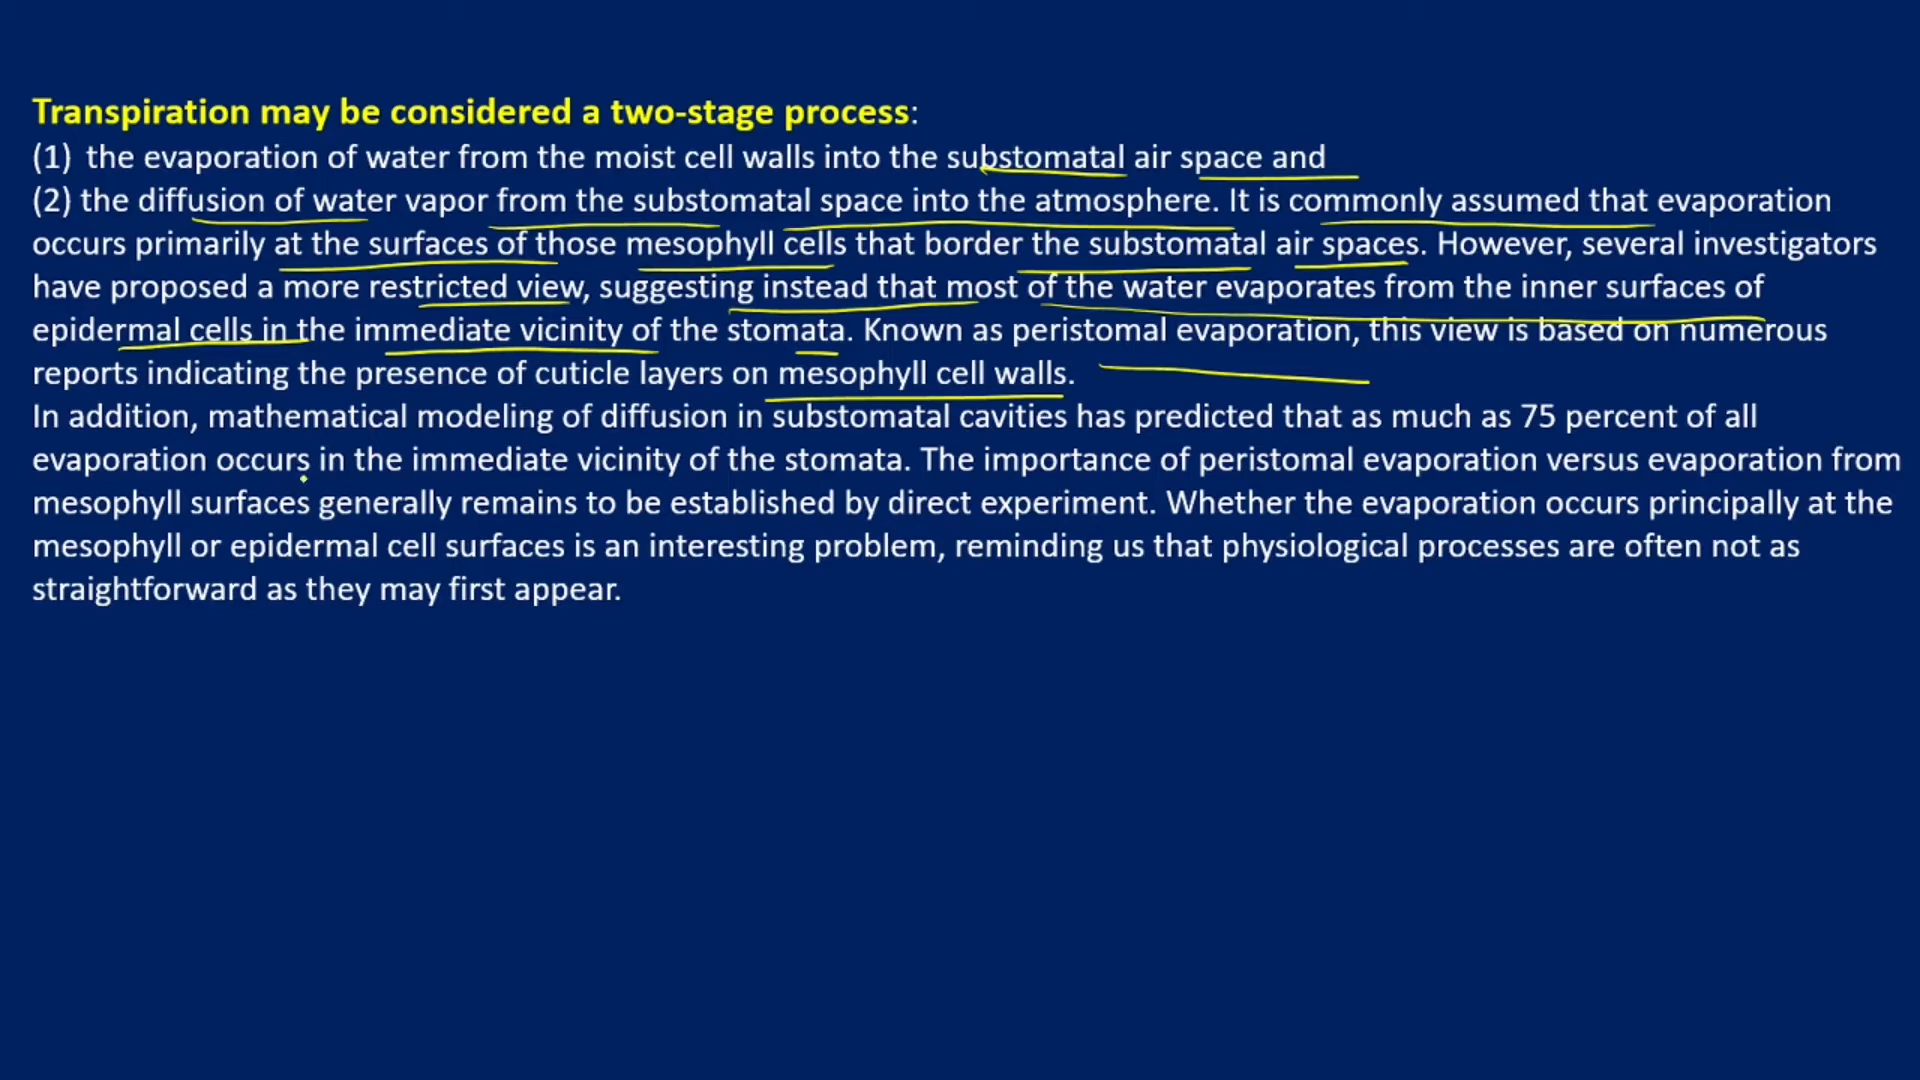 Transpiration may be considered a two-stage process:
(1) the evaporation of water from the moist cell walls into the substomatal air space and
(2) the diffusion of water vapor from the substomatal space into the atmosphere. It is commonly assumed that evaporation
occurs primarily at the surfaces of those mesophyll cells that border the substomatal air spaces. However, several investigators
have proposed a more restricted view, suggesting instead that most of the water evaporates from the inner surfaces of
epidermal cells in the immediate vicinity of the stomata. Known as peristomal evaporation, this view is based on numerous
reports indicating the presence of cuticle layers on mesophyll cell walls.
In addition, mathematical modeling of diffusion in substomatal cavities has predicted that as much as 75 percent of all
evaporation occurs in the immediate vicinity of the stomata. The importance of peristomal evaporation versus evaporation from
mesophyll surfaces generally remains to be established by direct experiment. Whether the evaporation occurs principally at the
mesophyll or epidermal cell surfaces is an interesting problem, reminding us that physiological processes are often not as
straightforward as they may first appear.